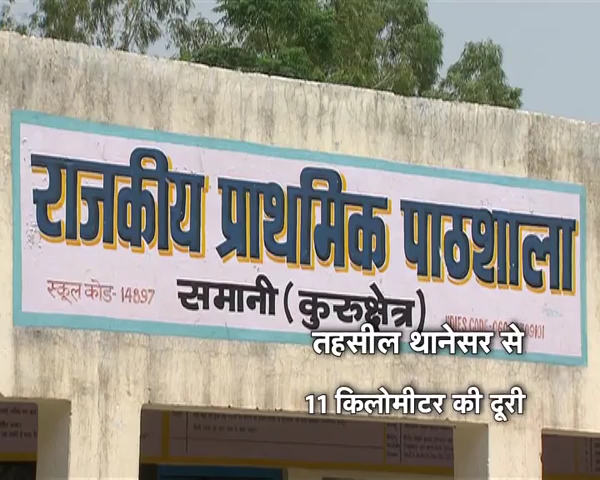 राजकीय प्राथमिक पाठशाला
स्कूल कोड-14897 समानी (कुरुक्षेत्र)
तहसील थानेसर से
11 किलोमीटर की दूरी